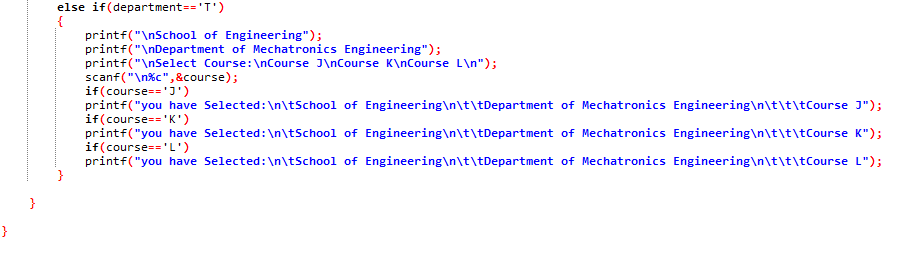 else if(department=='T')
{
printf("\nSchool of Engineering");
printf("\nDepartment of Mechatronics Engineering");
printf("\nSelect Course:\nCourse J\nCourse K\nCourse L\n");
scanf("\n%c",&course);
if(course=='J')
printf("you have Selected:\n\tSchool of Engineering\n\t\tDepartment of Mechatronics Engineering\n\t\t\tCourse J");
if(course=='K')
printf("you have Selected:\n\tSchool of Engineering\n\t\tDepartment of Mechatronics Engineering\n\t\t\tCourse K");
if(course=='L')
printf("you have Selected:\n\tSchool of Engineering\n\t\tDepartment of Mechatronics Engineering\n\t\t\tCourse L");
}
}
}